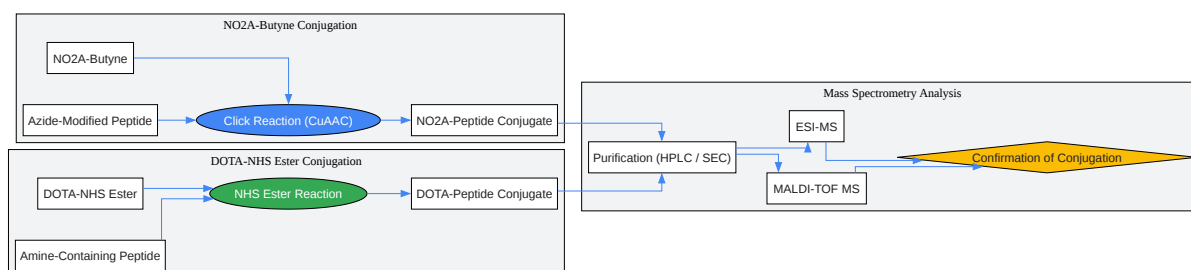 NO2A-Butyne Conjugation
NO2A-Butyne
Azide-Modified Peptide
Click Reaction (CuAAC)
NO2A-Peptide Conjugate
DOTA-NHS Ester Conjugation
DOTA-NHS Ester
NHS Ester Reaction
DOTA-Peptide Conjugate
Amine-Containing Peptide
Mass Spectrometry Analysis
ESI-MS
Purification (HPLC / SEC)
Confirmation of Conjugation
MALDI-TOF MS